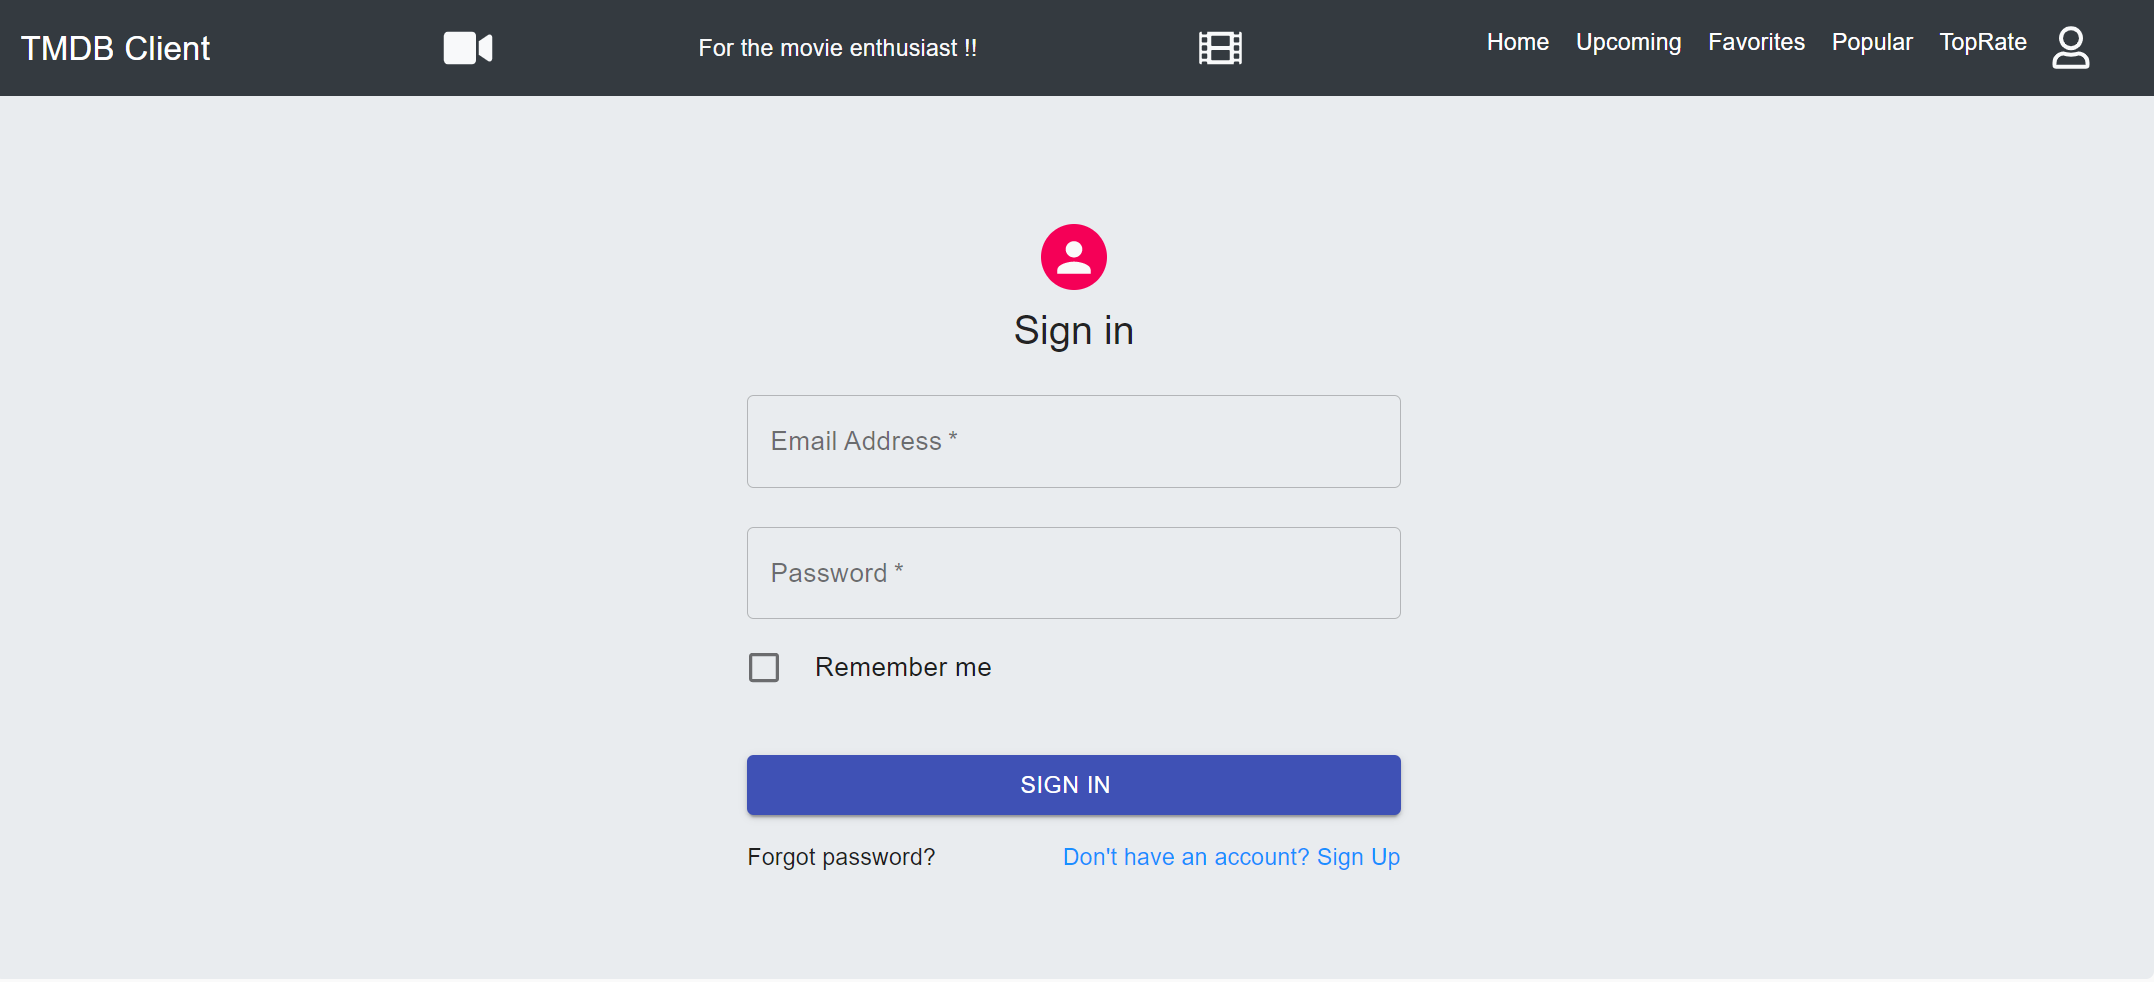 TMDB Client
For the movie enthusiast !!
Home Upcoming Favorites Popular TopRate
Sign in
Email Address *
Password *
Remember me
SIGN IN
Forgot password? Don't have an account? Sign Up